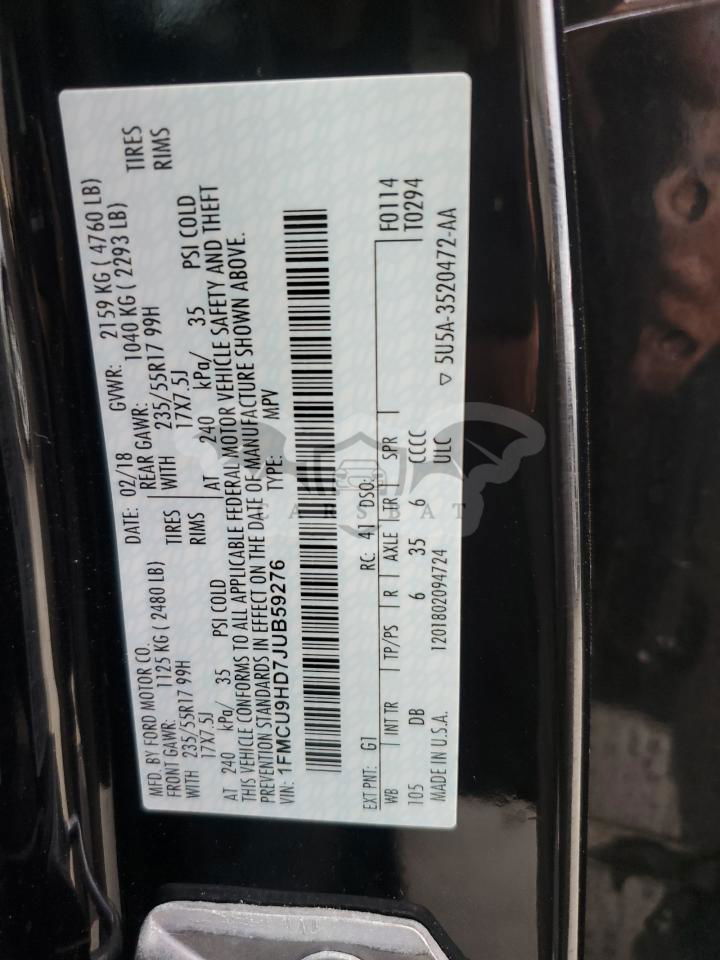 MFD. BY FORD MOTOR CO. DATE: 02/18 GVWR: 2159 KG ( 4760 LB)
FRONT GAWR: 1125 KG ( 2480 LB) REAR GAWR: 1040 KG ( 2293 LB)
WITH 235/55R17 99H TIRES WITH 235/55R17 99H TIRES
17X7.5J RIMS 17X7.5J RIMS
AT 240 kPa/ 35 PSI COLD AT 240 kPa/ 35 PSI COLD
THIS VEHICLE CONFORMS TO ALL APPLICABLE FEDERAL MOTOR VEHICLE SAFETY AND THEFT
PREVENTION STANDARDS IN EFFECT ON THE DATE OF MANUFACTURE SHOWN ABOVE.
VIN: 1FMCU9HD7JUB59276 TYPE: MPV
EXT PNT: G1 RC: 41 DSO: F0114
WB INT TR TP/PS R AXLE TR SPR T0294
105 DB 6 35 6 CCCC
MADE IN U.S.A. 1201802094724 ULC ▽ 5U5A-3520472-AA
CARSBAT